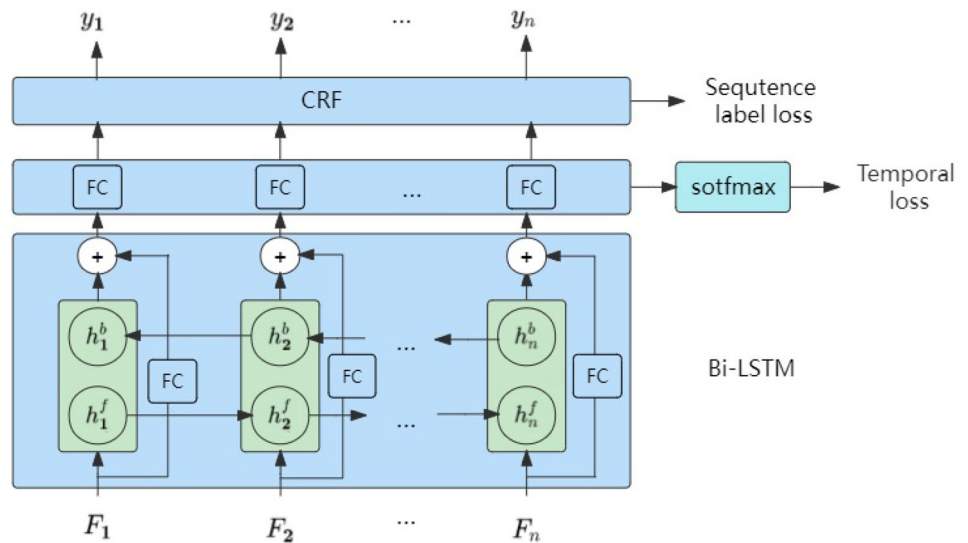 y₁ y₂ ... yₙ
CRF
Sequtence
label loss
FC FC ... FC
sotfmax
Temporal
loss
+ + +
h₁ᵇ h₂ᵇ ... hₙᵇ
FC FC FC
Bi-LSTM
h₁ᶠ h₂ᶠ ... hₙᶠ
F₁ F₂ ... Fₙ